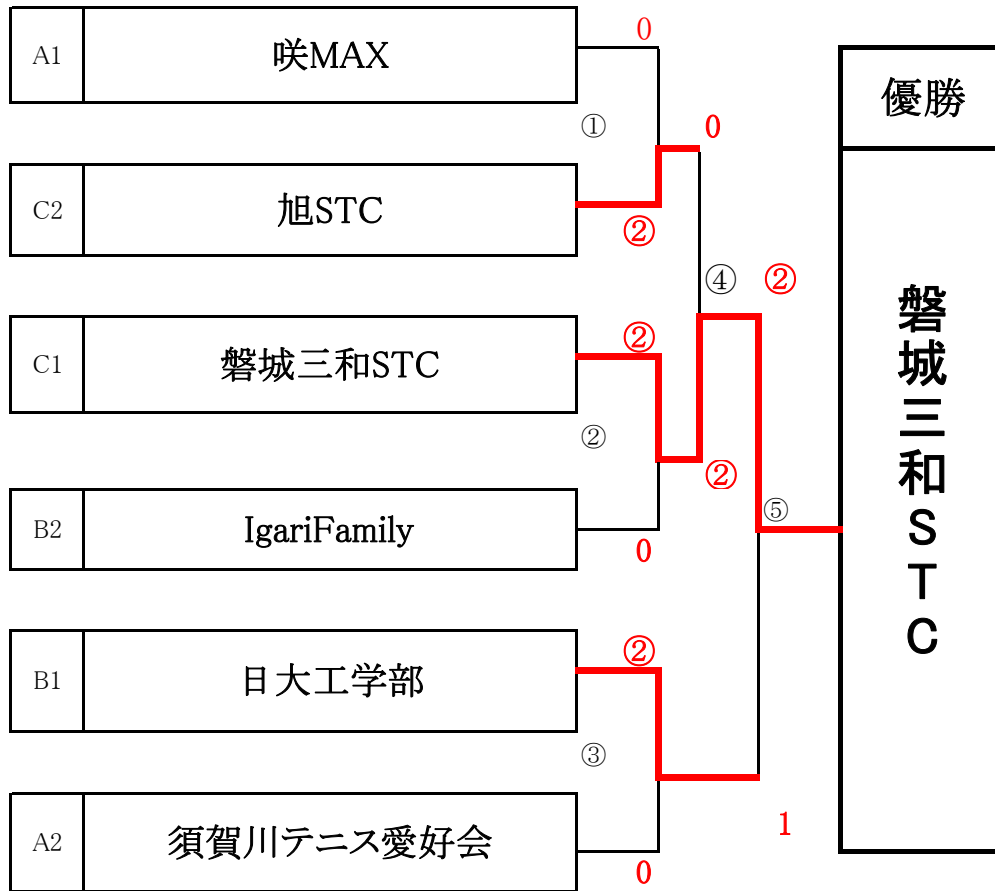 A1 咲MAX
0
①
0
C2 旭STC
②
④ ②
C1 磐城三和STC
②
②
②
B2 IgariFamily
0
⑤
B1 日大工学部
②
③
1
A2 須賀川テニス愛好会
0
優勝
磐城三和STC